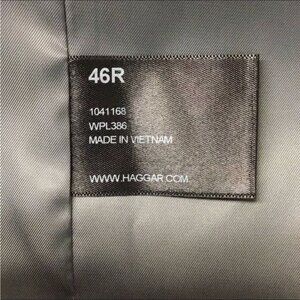 46R
1041168
WPL386
MADE IN VIETNAM
WWW.HAGGAR.COM